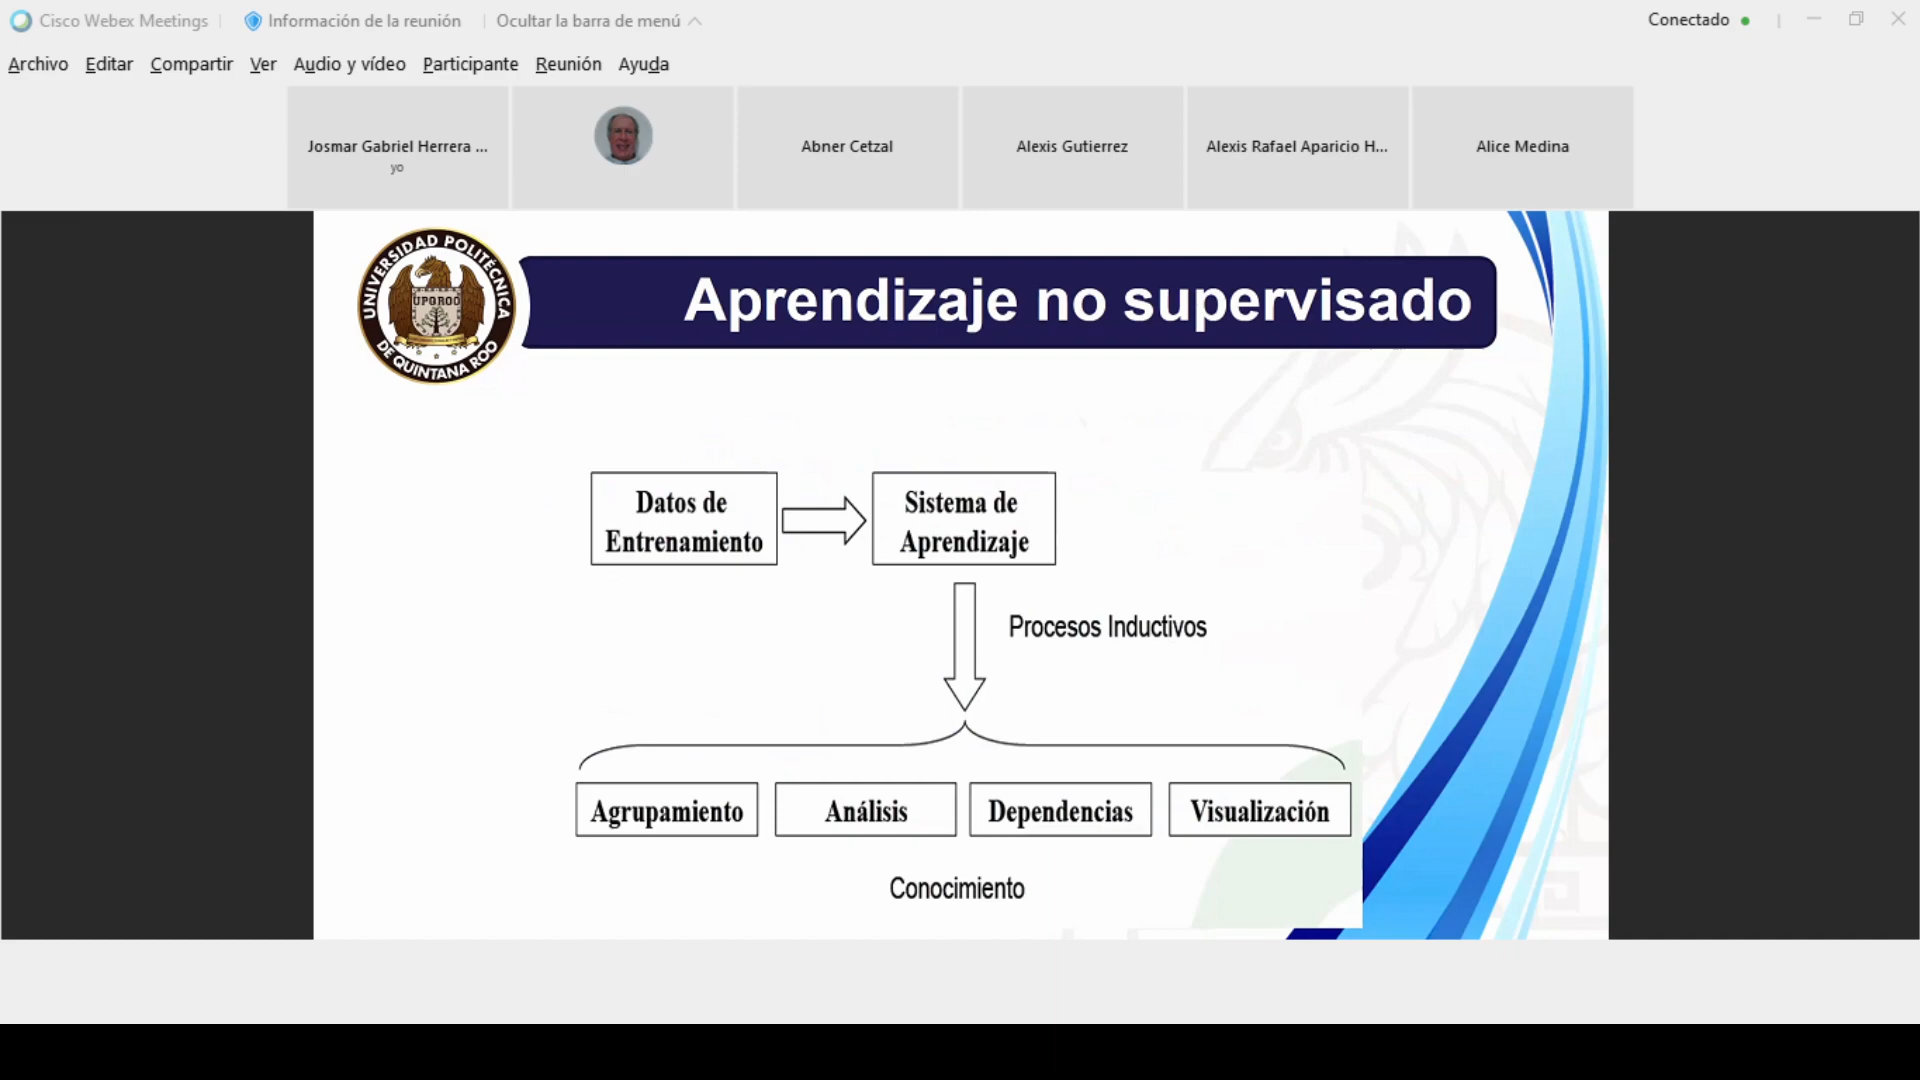 Cisco Webex Meetings
Información de la reunión
Ocultar la barra de menú
Conectado
Archivo Editar Compartir Ver Audio y vídeo Participante Reunión Ayuda
Josmar Gabriel Herrera ...
yo
Abner Cetzal
Alexis Gutierrez
Alexis Rafael Aparicio H...
Alice Medina
UNIVERSIDAD POLITÉCNICA
UPQROO
DE QUINTANA ROO
Aprendizaje no supervisado
Datos de
Entrenamiento
Sistema de
Aprendizaje
Procesos Inductivos
Agrupamiento
Análisis
Dependencias
Visualización
Conocimiento